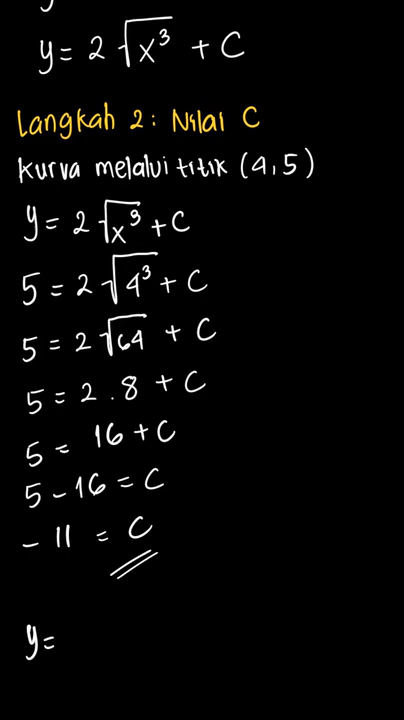 y = 2 √x³ + C
Langkah 2 : Nilai C
Kurva melalui titik (4,5)
y = 2 √x³ + C
5 = 2 √4³ + C
5 = 2 √64 + C
5 = 2 . 8 + C
5 = 16 + C
5 - 16 = C
- 11 = C
y =